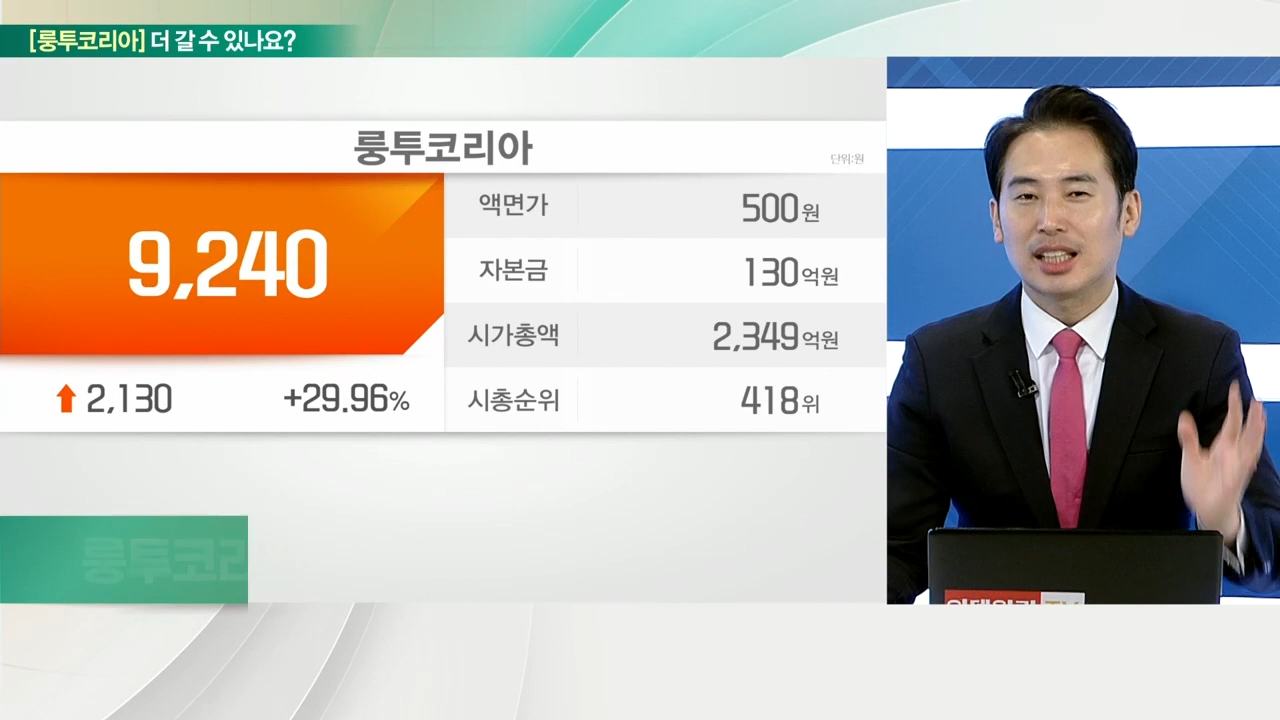 [룽투코리아] 더 갈 수 있나요?
룽투코리아
단위:원
9,240
2,130 +29.96%
액면가 500원
자본금 130억원
시가총액 2,349억원
시총순위 418위
룽투코리